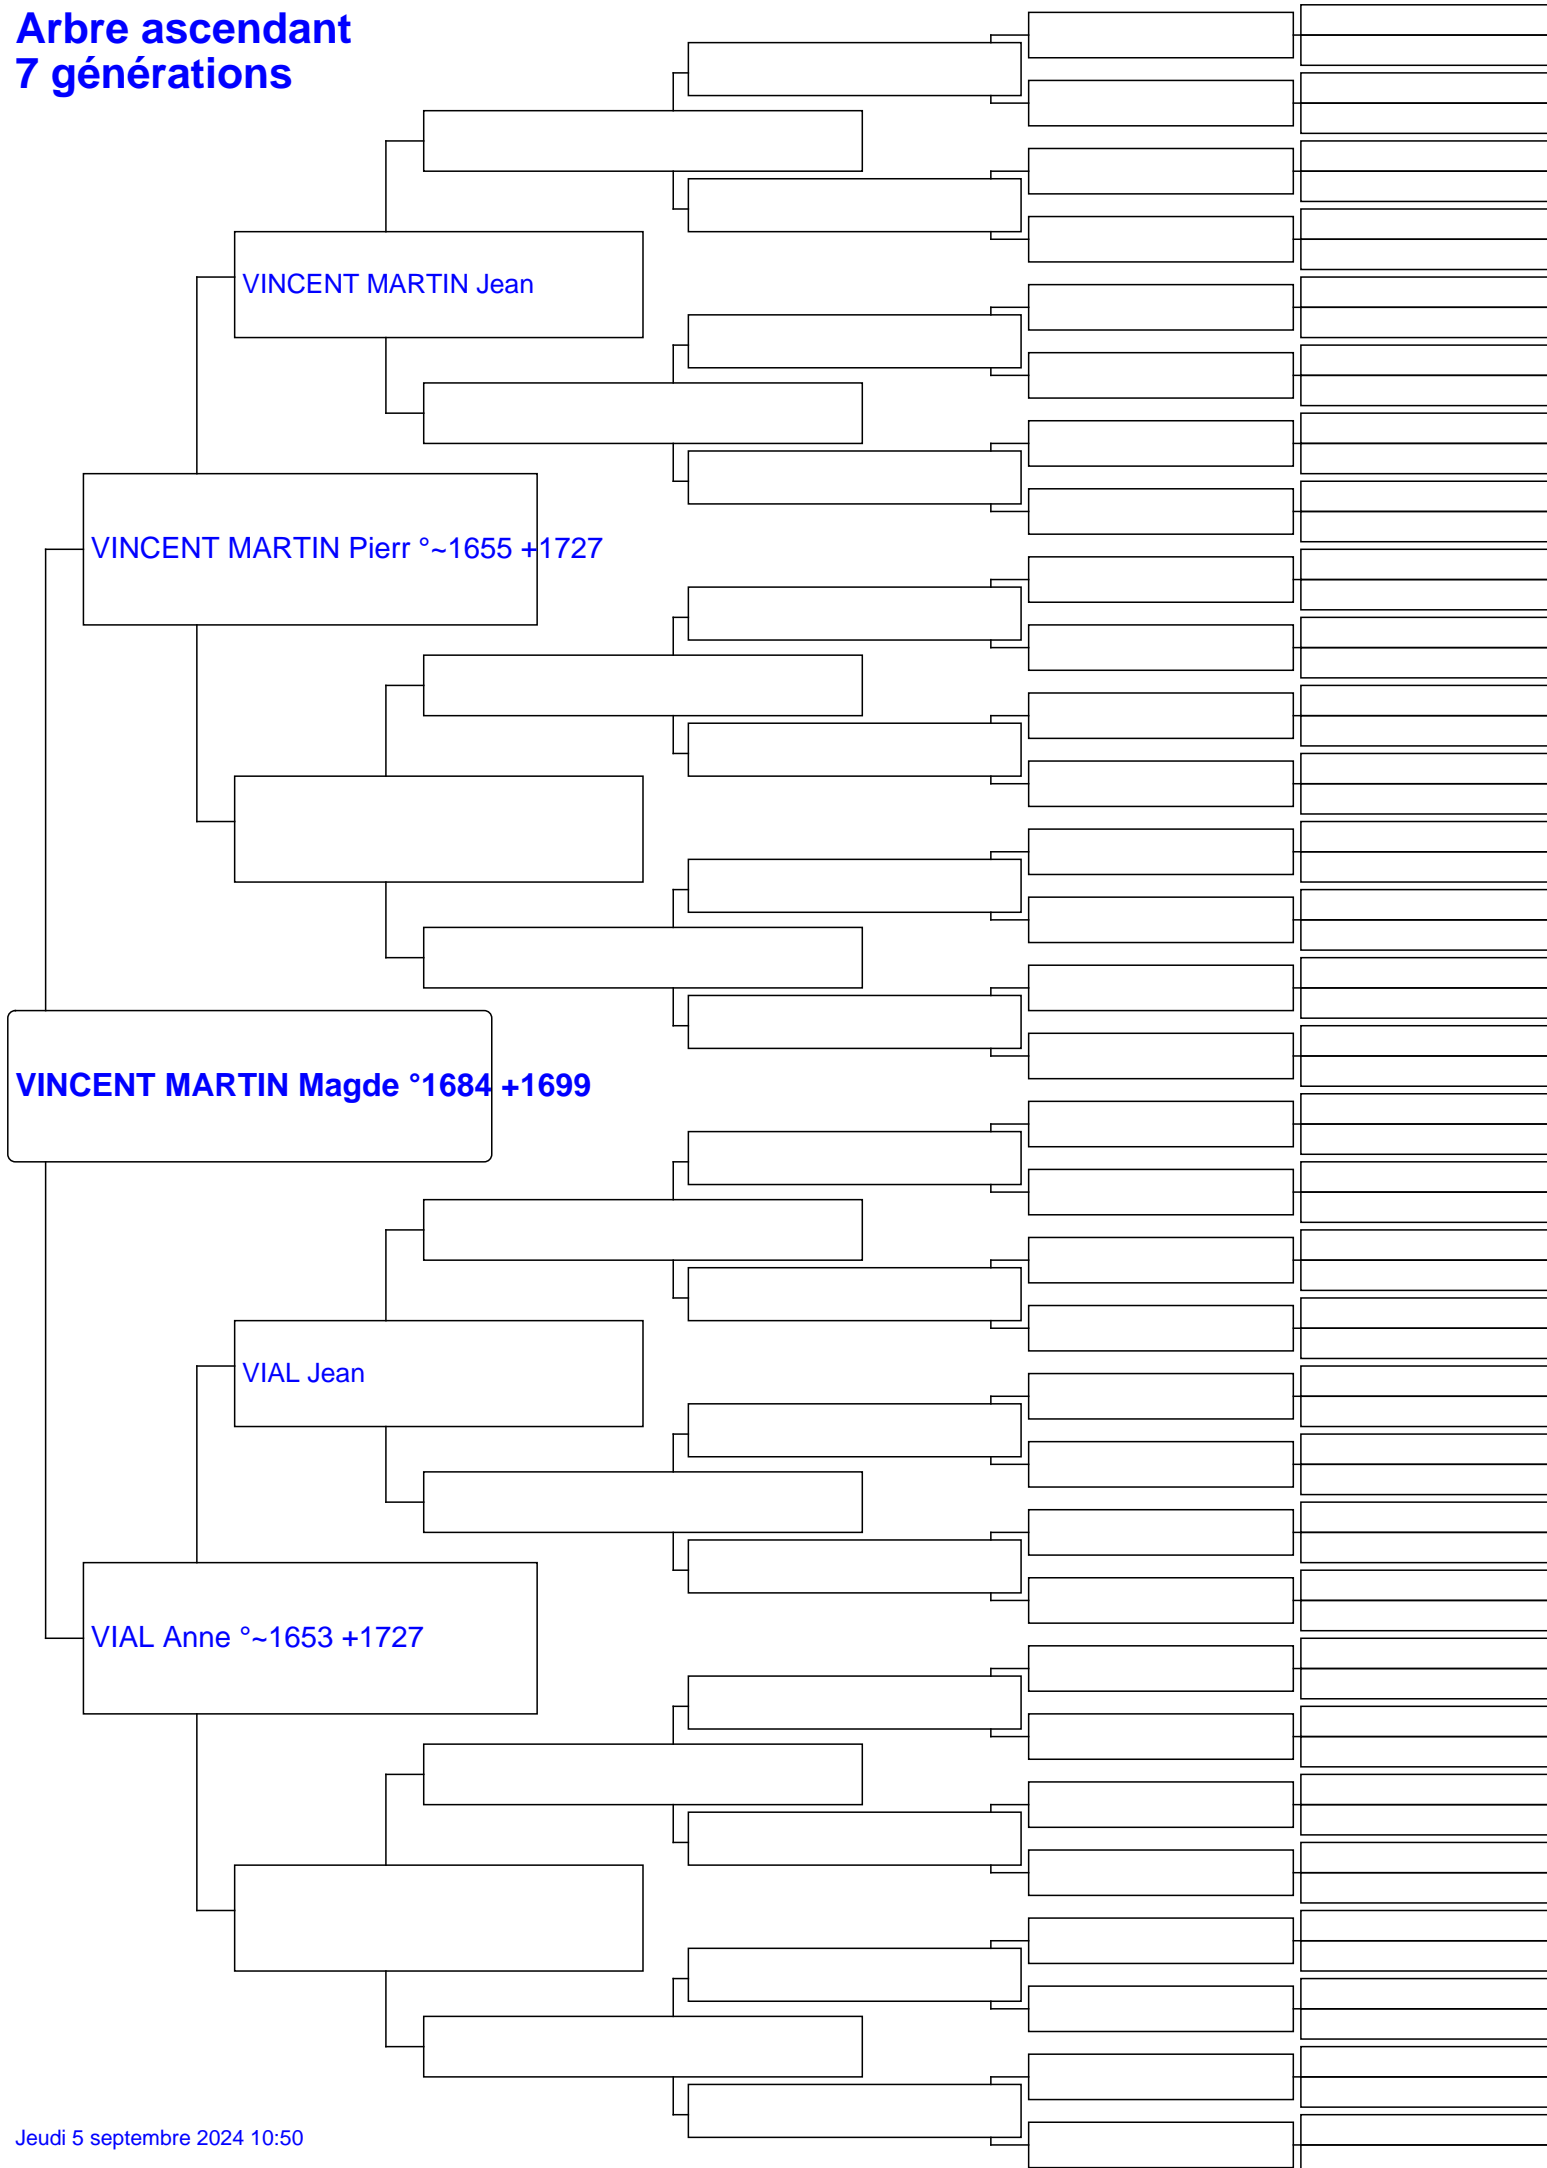 Arbre ascendant
7 générations
VINCENT MARTIN Jean
VINCENT MARTIN Pierr °~1655 +1727
VINCENT MARTIN Magde °1684 +1699
VIAL Jean
VIAL Anne °~1653 +1727
Jeudi 5 septembre 2024 10:50